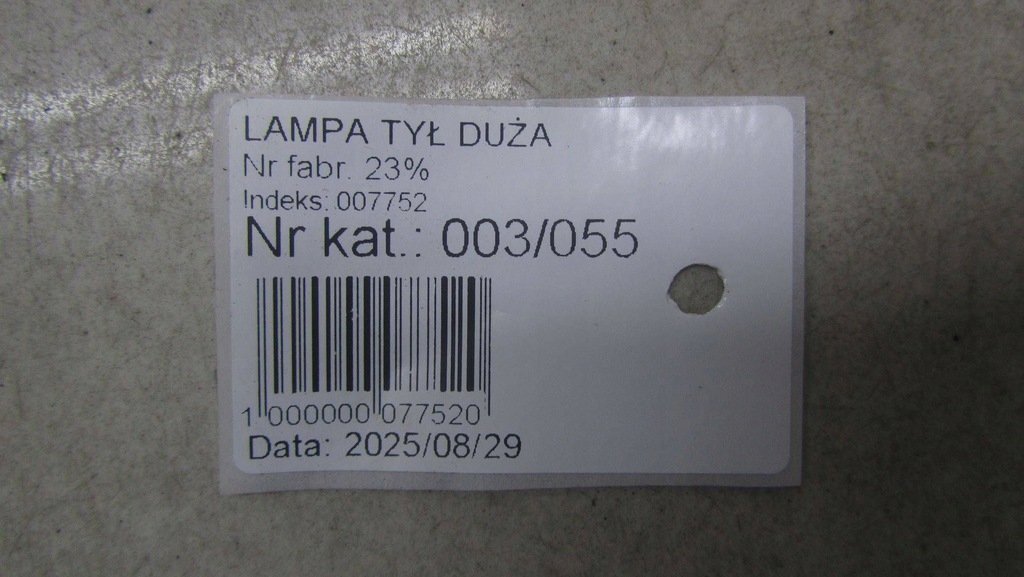 LAMPA TYŁ DUŻA
Nr fabr. 23%
Indeks: 007752
Nr kat.: 003/055
1 000000 077520
Data: 2025/08/29